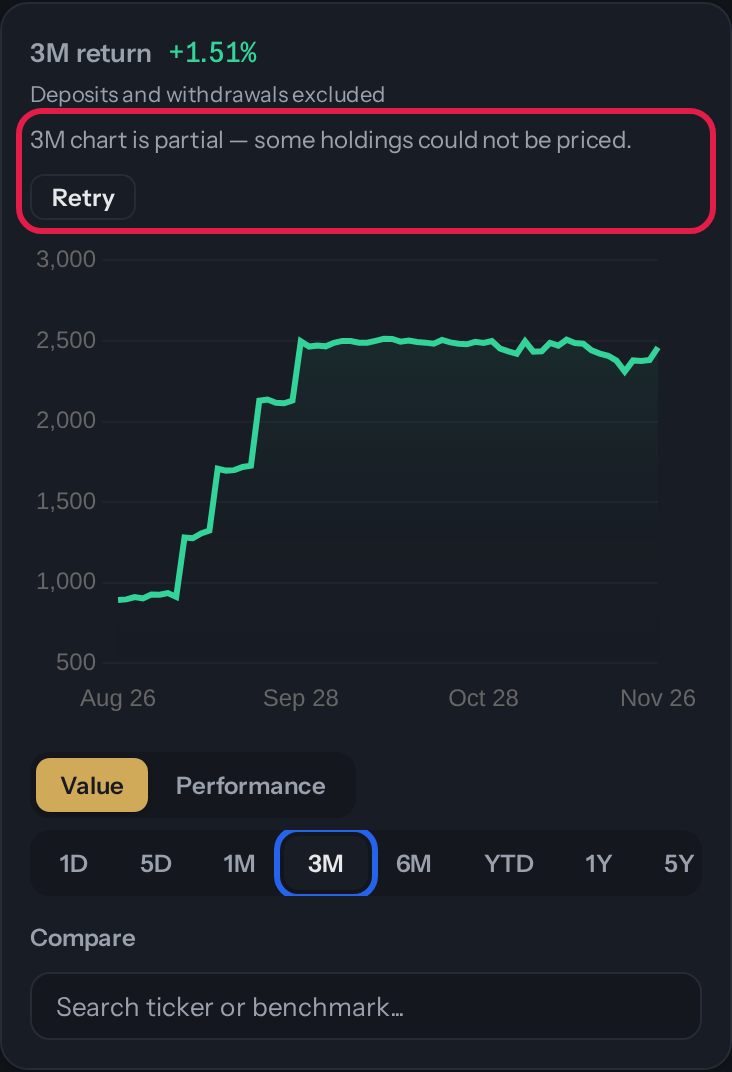 3M return +1.51%
Deposits and withdrawals excluded
3M chart is partial — some holdings could not be priced.
Retry
3,000
2,500
2,000
1,500
1,000
500
Aug 26 Sep 28 Oct 28 Nov 26
Value Performance
1D 5D 1M 3M 6M YTD 1Y 5Y
Compare
Search ticker or benchmark...